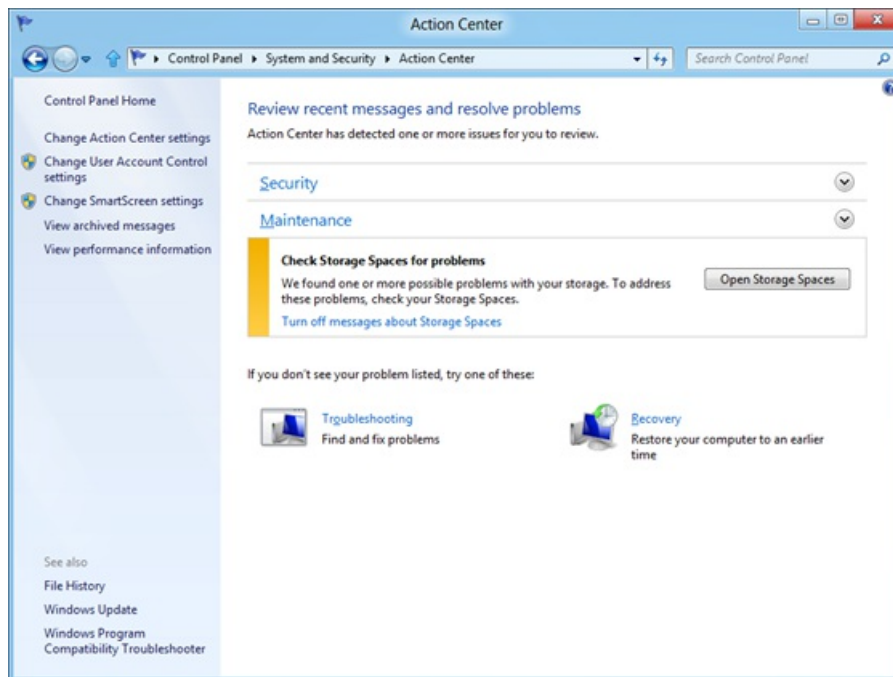 Action Center
Control Panel System and Security Action Center Search Control Panel
Control Panel Home
Change Action Center settings
Change User Account Control
settings
Change SmartScreen settings
View archived messages
View performance information
Review recent messages and resolve problems
Action Center has detected one or more issues for you to review.
Security
Maintenance
Check Storage Spaces for problems
We found one or more possible problems with your storage. To address
these problems, check your Storage Spaces.
Open Storage Spaces
Turn off messages about Storage Spaces
If you don't see your problem listed, try one of these:
Troubleshooting
Find and fix problems
Recovery
Restore your computer to an earlier
time
See also
File History
Windows Update
Windows Program
Compatibility Troubleshooter